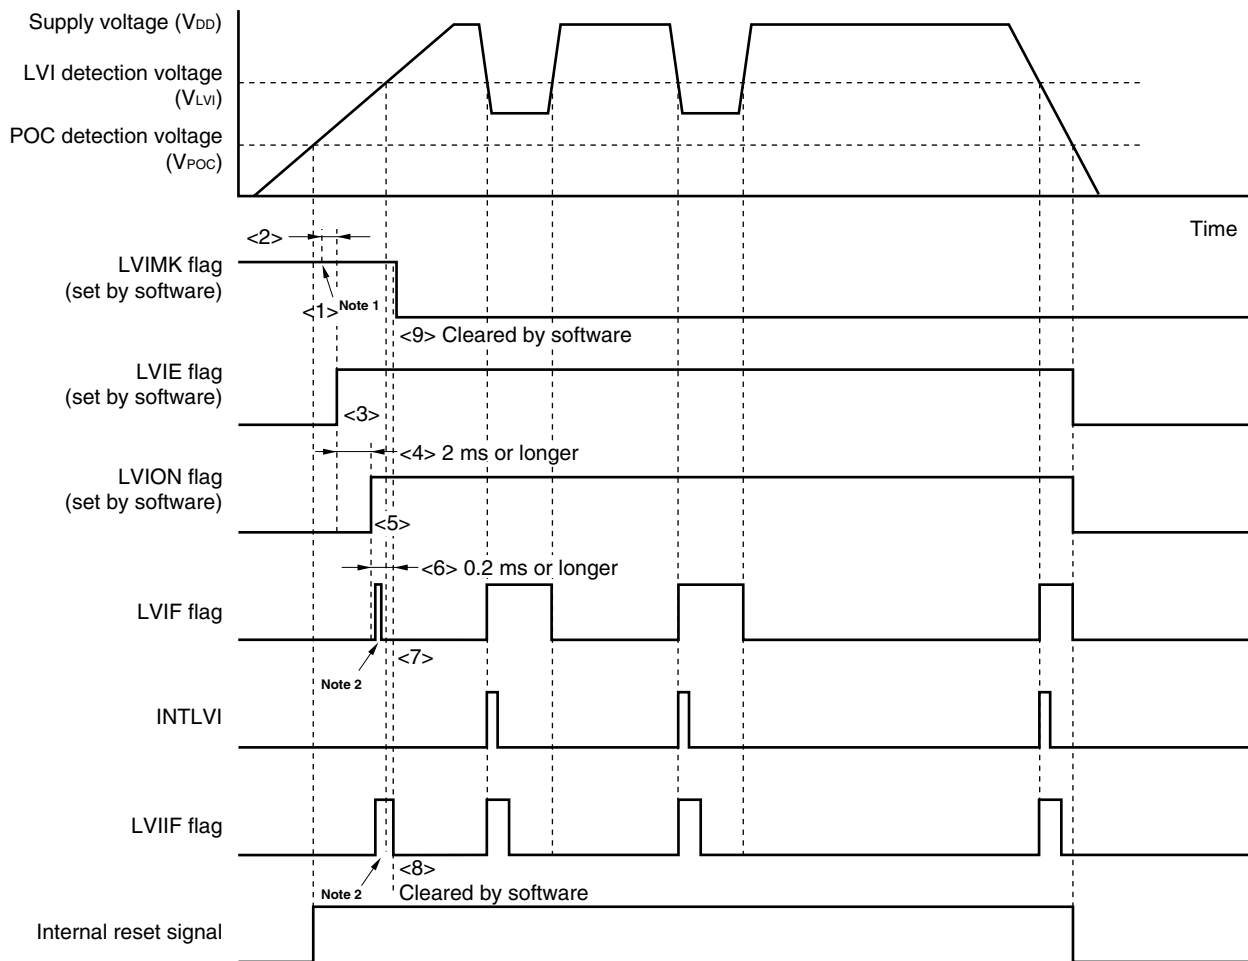 Supply voltage (VDD)
LVI detection voltage
(VLVI)
POC detection voltage
(VPOC)
Time
<2>
LVIMK flag
(set by software)
<1> Note 1
<9> Cleared by software
LVIE flag
(set by software)
<3>
<4> 2 ms or longer
LVION flag
(set by software)
<5>
<6> 0.2 ms or longer
LVIF flag
<7>
Note 2
INTLVI
LVIIF flag
<8>
Note 2
Cleared by software
Internal reset signal